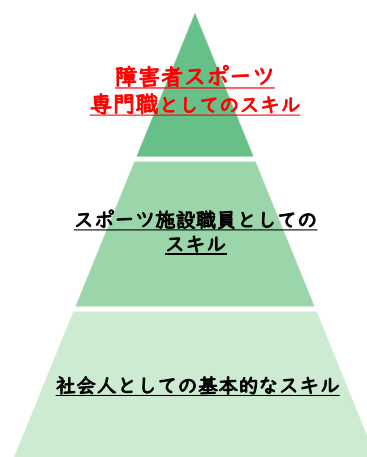 障害者スポーツ
専門職としてのスキル
スポーツ施設職員としての
スキル
社会人としての基本的なスキル